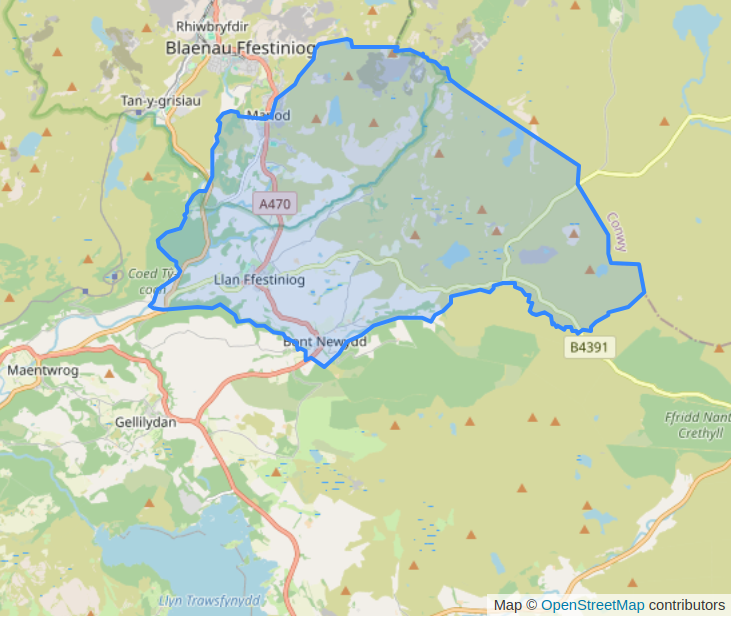 Rhiwbryfdir
Blaenau Ffestiniog
Tan-y-grisiau
Manod
A470
Conwy
Coed Ty-
coch
Llan Ffestiniog
Bont Newydd
B4391
Maentwrog
Gellilydan
Ffridd Nant
Crethyll
Llyn Trawsfynydd
Map © OpenStreetMap contributors